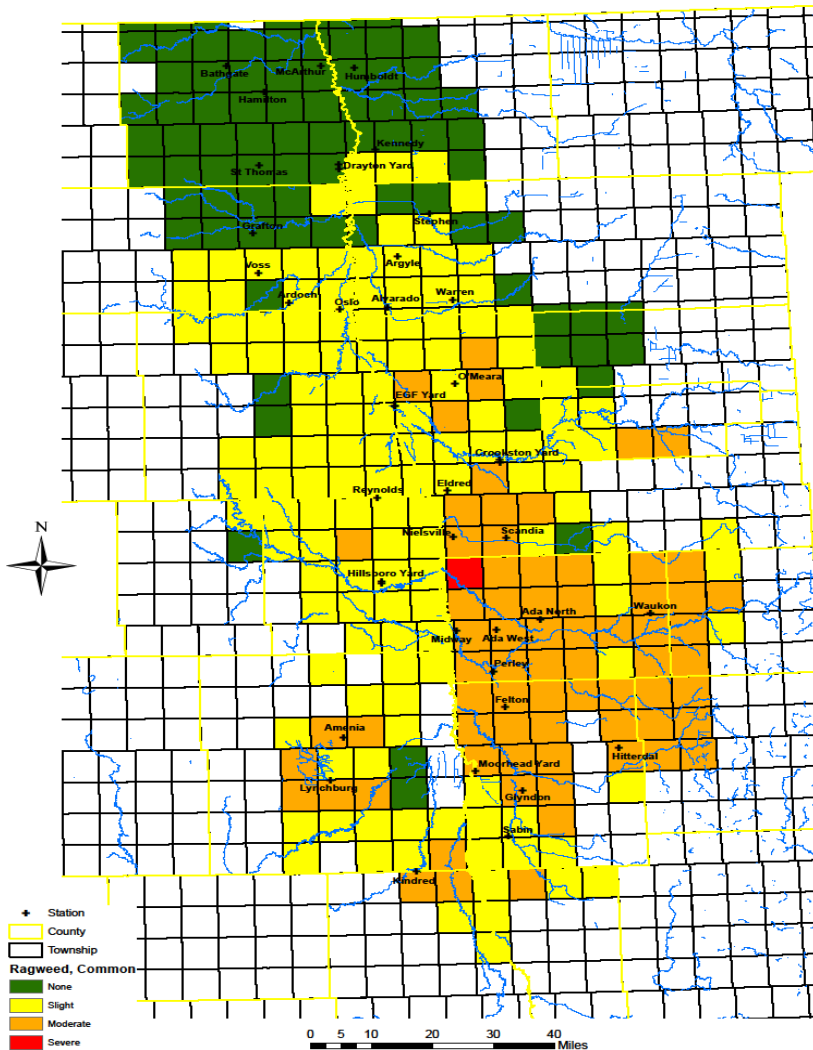 Bathgate
McArthur
Humboldt
Hamilton
Kennedy
St Thomas
Drayton Yard
Stephen
Grafton
Argyle
Voss
Ardoch
Oslo
Alvarado
Warren
O'Meara
EGF Yard
Crookston Yard
Eldred
Reynolds
Nielsville
Scandia
Hillsboro Yard
Ada North
Waukon
Midway
Ada West
Perley
Felton
Amenia
Hitterdal
Moorhead Yard
Lynchburg
Glyndon
Sabin
Kindred
N
Station
County
Township
Ragweed, Common
None
Slight
Moderate
Severe
0 5 10 20 30 40
Miles